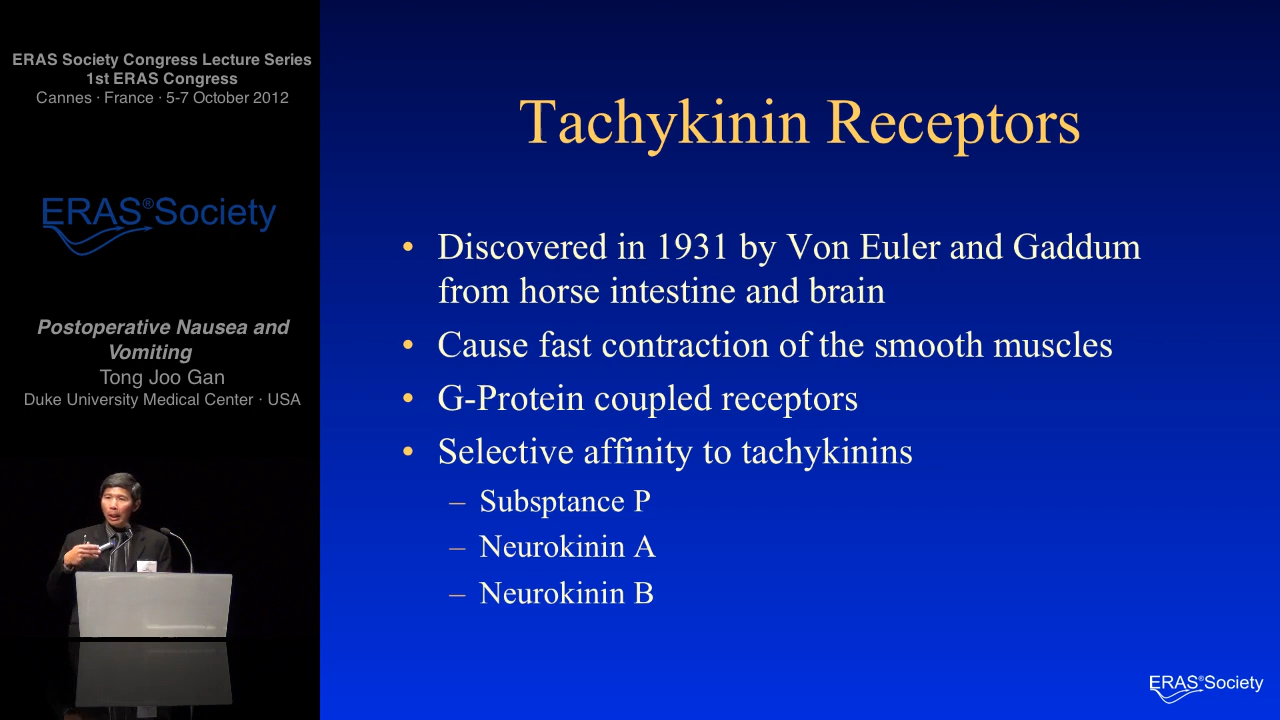 ERAS Society Congress Lecture Series
1st ERAS Congress
Cannes · France · 5-7 October 2012
ERAS®Society
Postoperative Nausea and
Vomiting
Tong Joo Gan
Duke University Medical Center · USA
Tachykinin Receptors
• Discovered in 1931 by Von Euler and Gaddum
from horse intestine and brain
• Cause fast contraction of the smooth muscles
• G-Protein coupled receptors
• Selective affinity to tachykinins
– Subsptance P
– Neurokinin A
– Neurokinin B
ERAS®Society